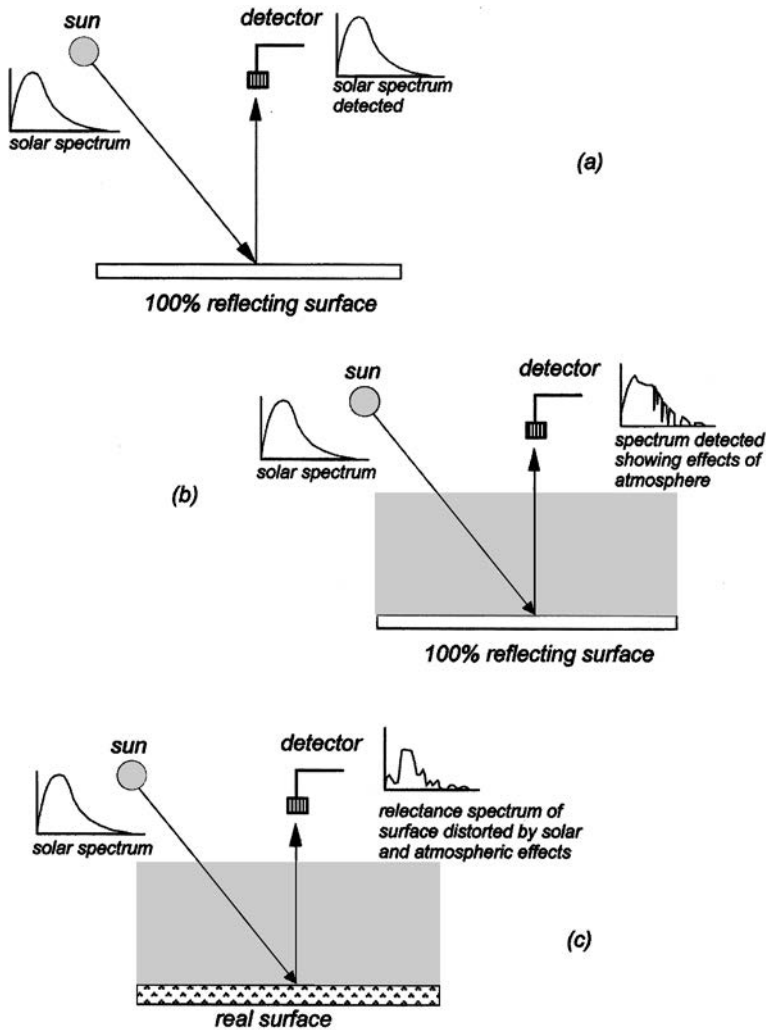 sun
detector
solar spectrum
detected
solar spectrum
(a)
100% reflecting surface
sun
detector
solar spectrum
spectrum detected
showing effects of
atmosphere
(b)
100% reflecting surface
sun
detector
solar spectrum
relectance spectrum of
surface distorted by solar
and atmospheric effects
(c)
real surface